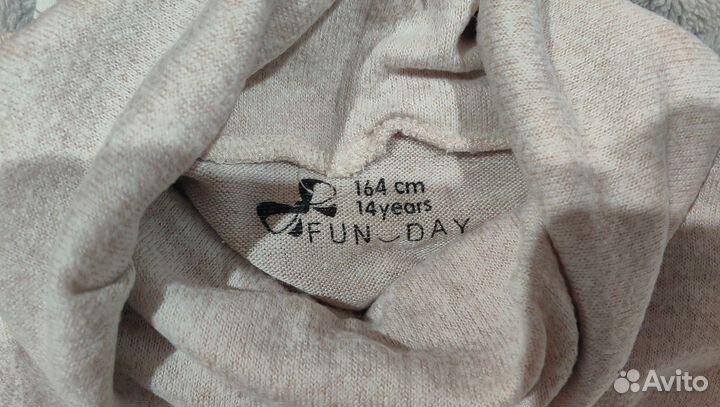 164 cm
14years
FUN DAY
Avito